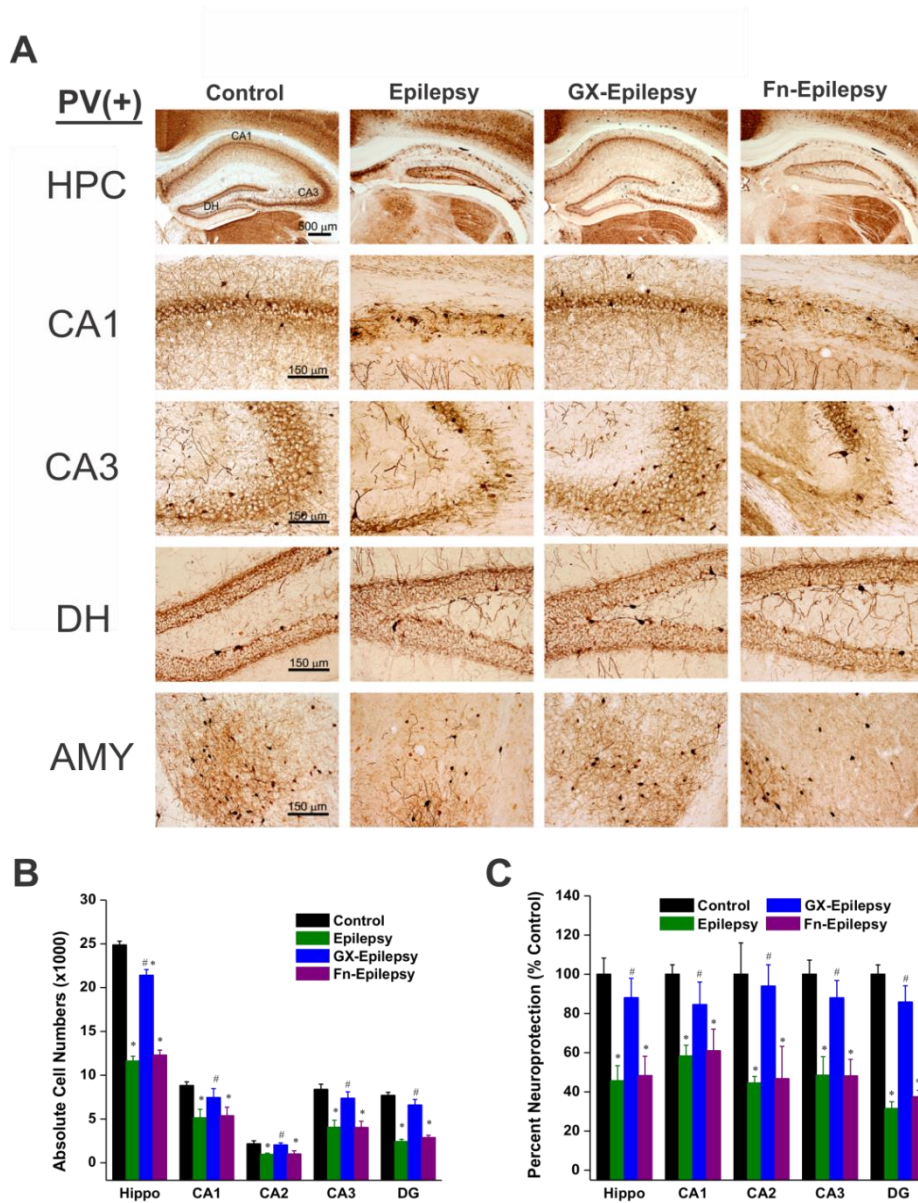 A
PV(+)
Control Epilepsy GX-Epilepsy Fn-Epilepsy
HPC
CA1
CA3
DH
500 µm
CA1
150 µm
CA3
150 µm
DH
150 µm
AMY
150 µm
B
Absolute Cell Numbers (x1000)
30
25
20
15
10
5
0
Control
Epilepsy
GX-Epilepsy
Fn-Epilepsy
* # * *
* # *
* # *
* # *
* # *
Hippo CA1 CA2 CA3 DG
C
Percent Neuroprotection (% Control)
140
120
100
80
60
40
20
0
Control GX-Epilepsy
Epilepsy Fn-Epilepsy
* # *
* # *
* # *
* # *
* # *
Hippo CA1 CA2 CA3 DG